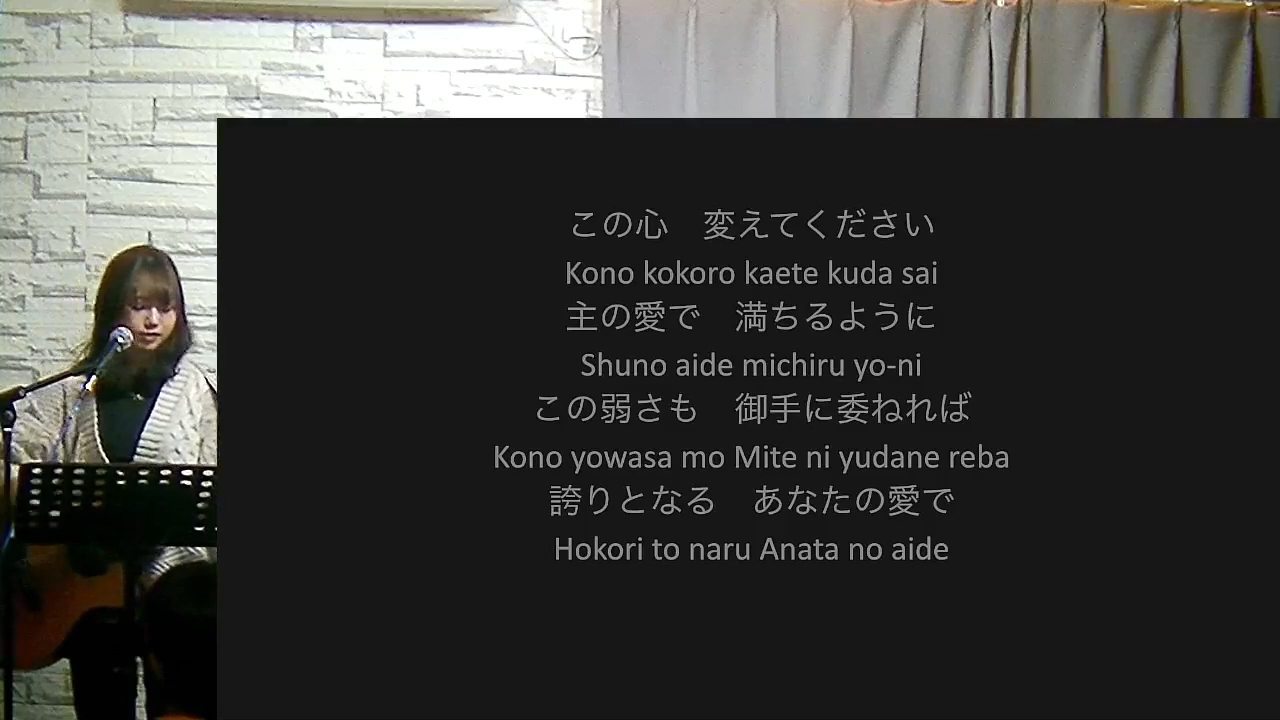 この心　変えてください
Kono kokoro kaete kuda sai
主の愛で　満ちるように
Shuno aide michiru yo-ni
この弱さも　御手に委ねれば
Kono yowasa mo Mite ni yudane reba
誇りとなる　あなたの愛で
Hokori to naru Anata no aide